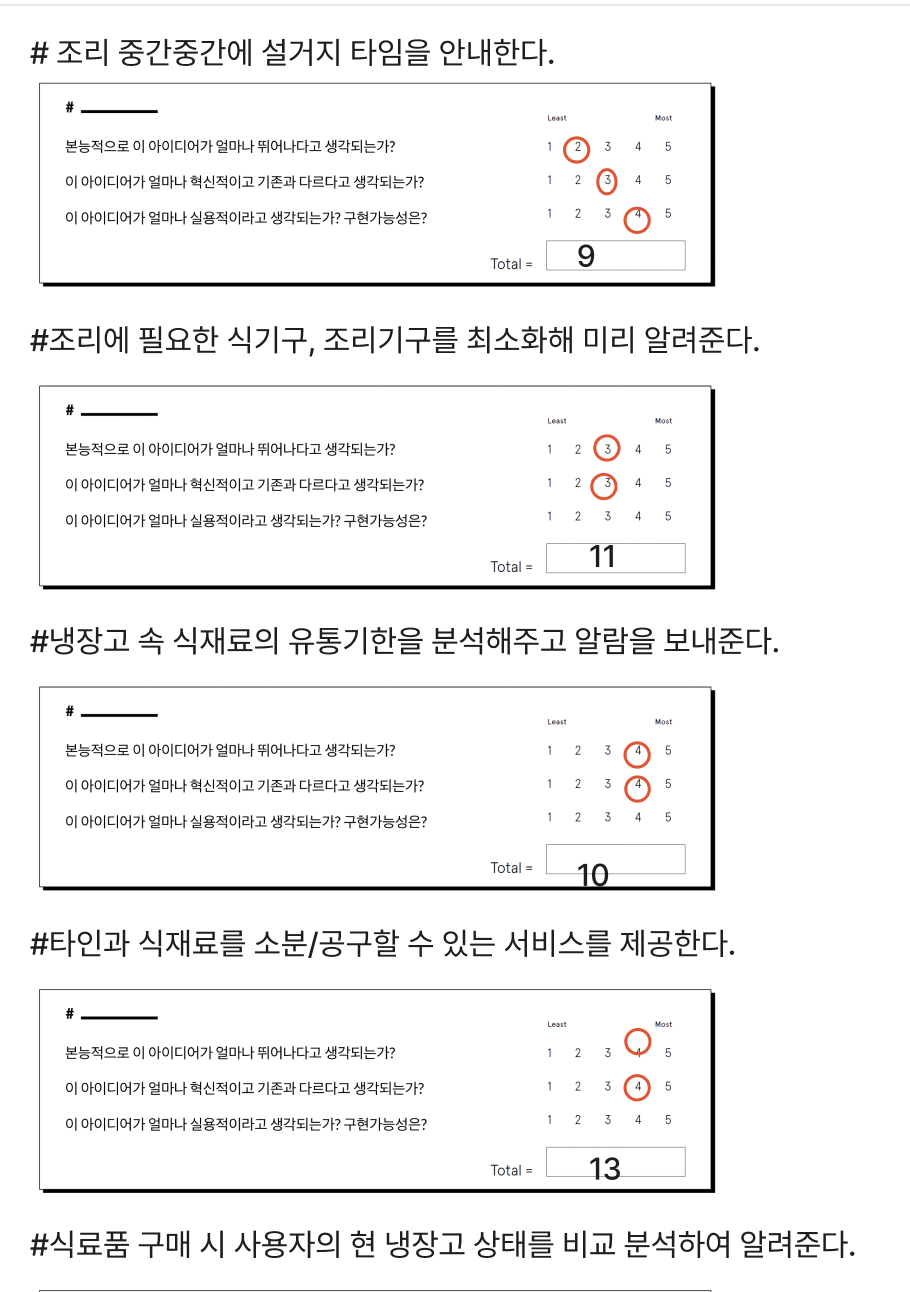 # 조리 중간중간에 설거지 타임을 안내한다.
# ________
Least Most
본능적으로 이 아이디어가 얼마나 뛰어나다고 생각되는가? 1 2 3 4 5
이 아이디어가 얼마나 혁신적이고 기존과 다르다고 생각되는가? 1 2 3 4 5
이 아이디어가 얼마나 실용적이라고 생각되는가? 구현가능성은? 1 2 3 4 5
Total = 9
#조리에 필요한 식기구, 조리기구를 최소화해 미리 알려준다.
# ________
Least Most
본능적으로 이 아이디어가 얼마나 뛰어나다고 생각되는가? 1 2 3 4 5
이 아이디어가 얼마나 혁신적이고 기존과 다르다고 생각되는가? 1 2 3 4 5
이 아이디어가 얼마나 실용적이라고 생각되는가? 구현가능성은? 1 2 3 4 5
Total = 11
#냉장고 속 식재료의 유통기한을 분석해주고 알람을 보내준다.
# ________
Least Most
본능적으로 이 아이디어가 얼마나 뛰어나다고 생각되는가? 1 2 3 4 5
이 아이디어가 얼마나 혁신적이고 기존과 다르다고 생각되는가? 1 2 3 4 5
이 아이디어가 얼마나 실용적이라고 생각되는가? 구현가능성은? 1 2 3 4 5
Total = 10
#타인과 식재료를 소분/공구할 수 있는 서비스를 제공한다.
# ________
Least Most
본능적으로 이 아이디어가 얼마나 뛰어나다고 생각되는가? 1 2 3 4 5
이 아이디어가 얼마나 혁신적이고 기존과 다르다고 생각되는가? 1 2 3 4 5
이 아이디어가 얼마나 실용적이라고 생각되는가? 구현가능성은? 1 2 3 4 5
Total = 13
#식료품 구매 시 사용자의 현 냉장고 상태를 비교 분석하여 알려준다.